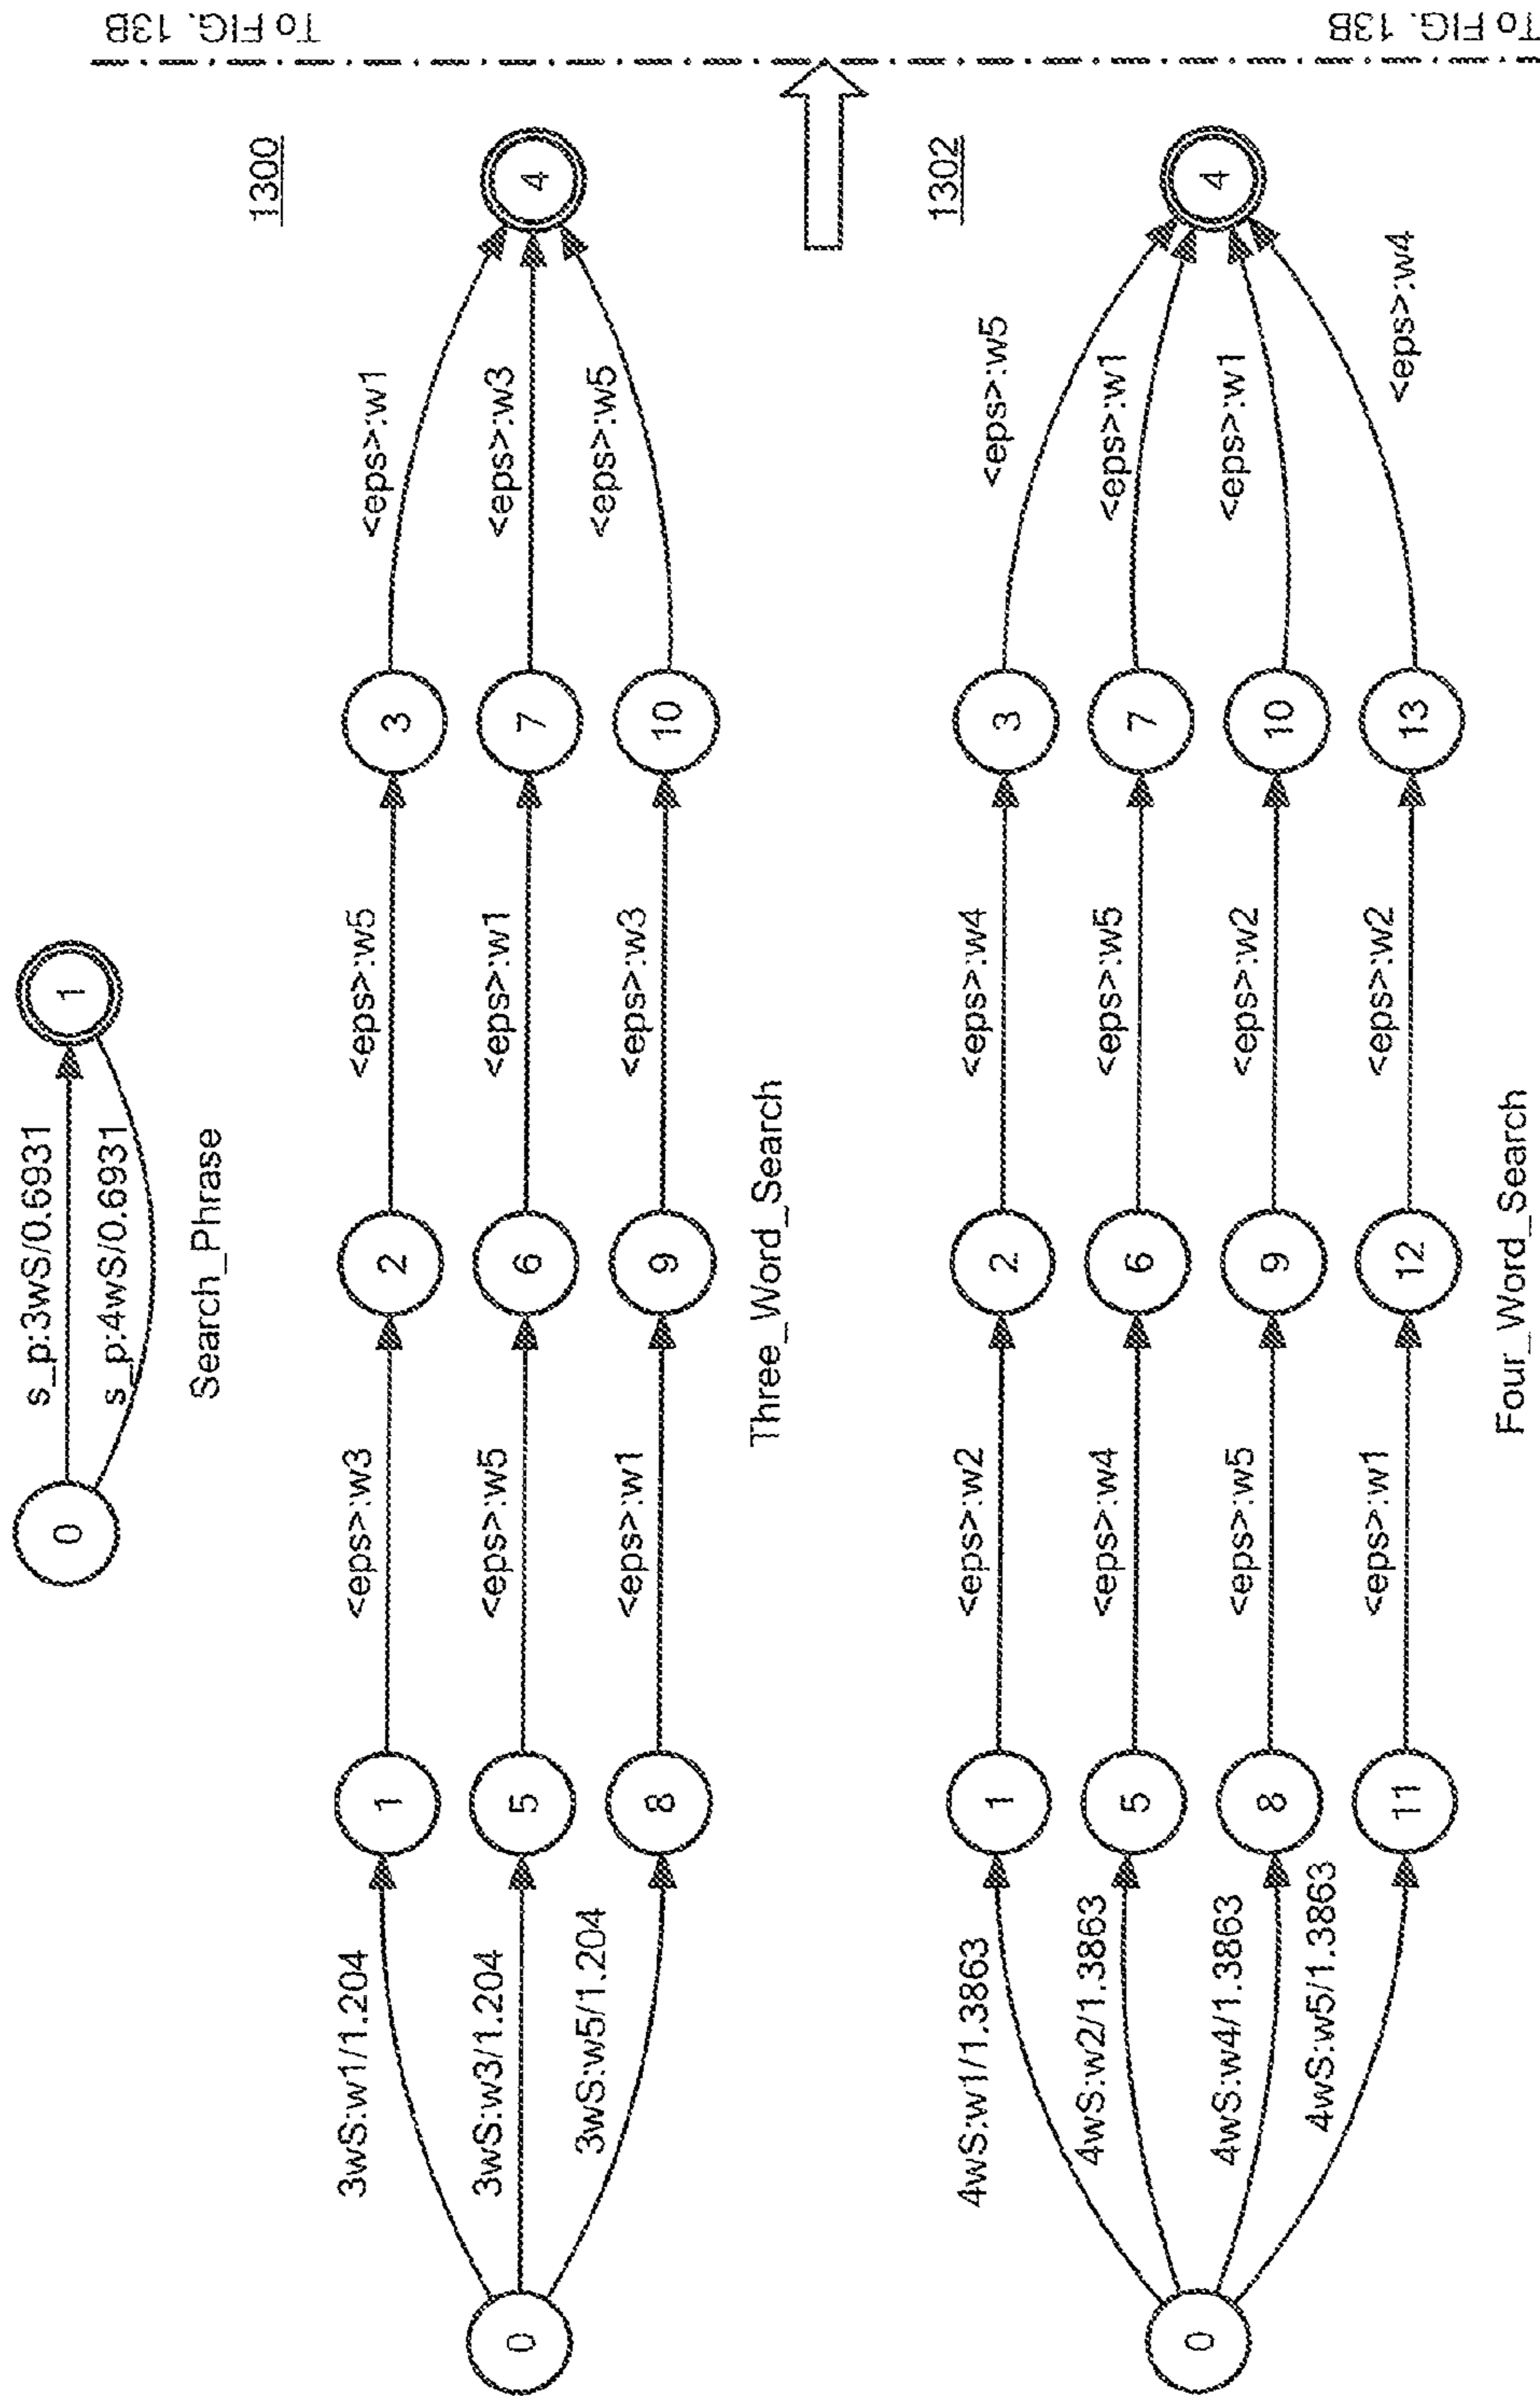 To FIG. 13B
s_p:3wS/0.6931
0
1
s_p:4wS/0.6931
Search_Phrase
1300
3wS:w1/1.204
1
<eps>:w3
2
<eps>:w5
3
<eps>:w1
0
3wS:w3/1.204
5
<eps>:w5
6
<eps>:w1
7
<eps>:w3
4
3wS:w5/1.204
8
<eps>:w1
9
<eps>:w3
10
<eps>:w5
Three_Word_Search
1302
4wS:w1/1.3863
1
<eps>:w2
2
<eps>:w4
3
<eps>:w5
4wS:w2/1.3863
5
<eps>:w4
6
<eps>:w5
7
<eps>:w1
0
4
4wS:w4/1.3863
8
<eps>:w5
9
<eps>:w2
10
<eps>:w1
4wS:w5/1.3863
11
<eps>:w1
12
<eps>:w2
13
<eps>:w4
Four_Word_Search
To FIG. 13B